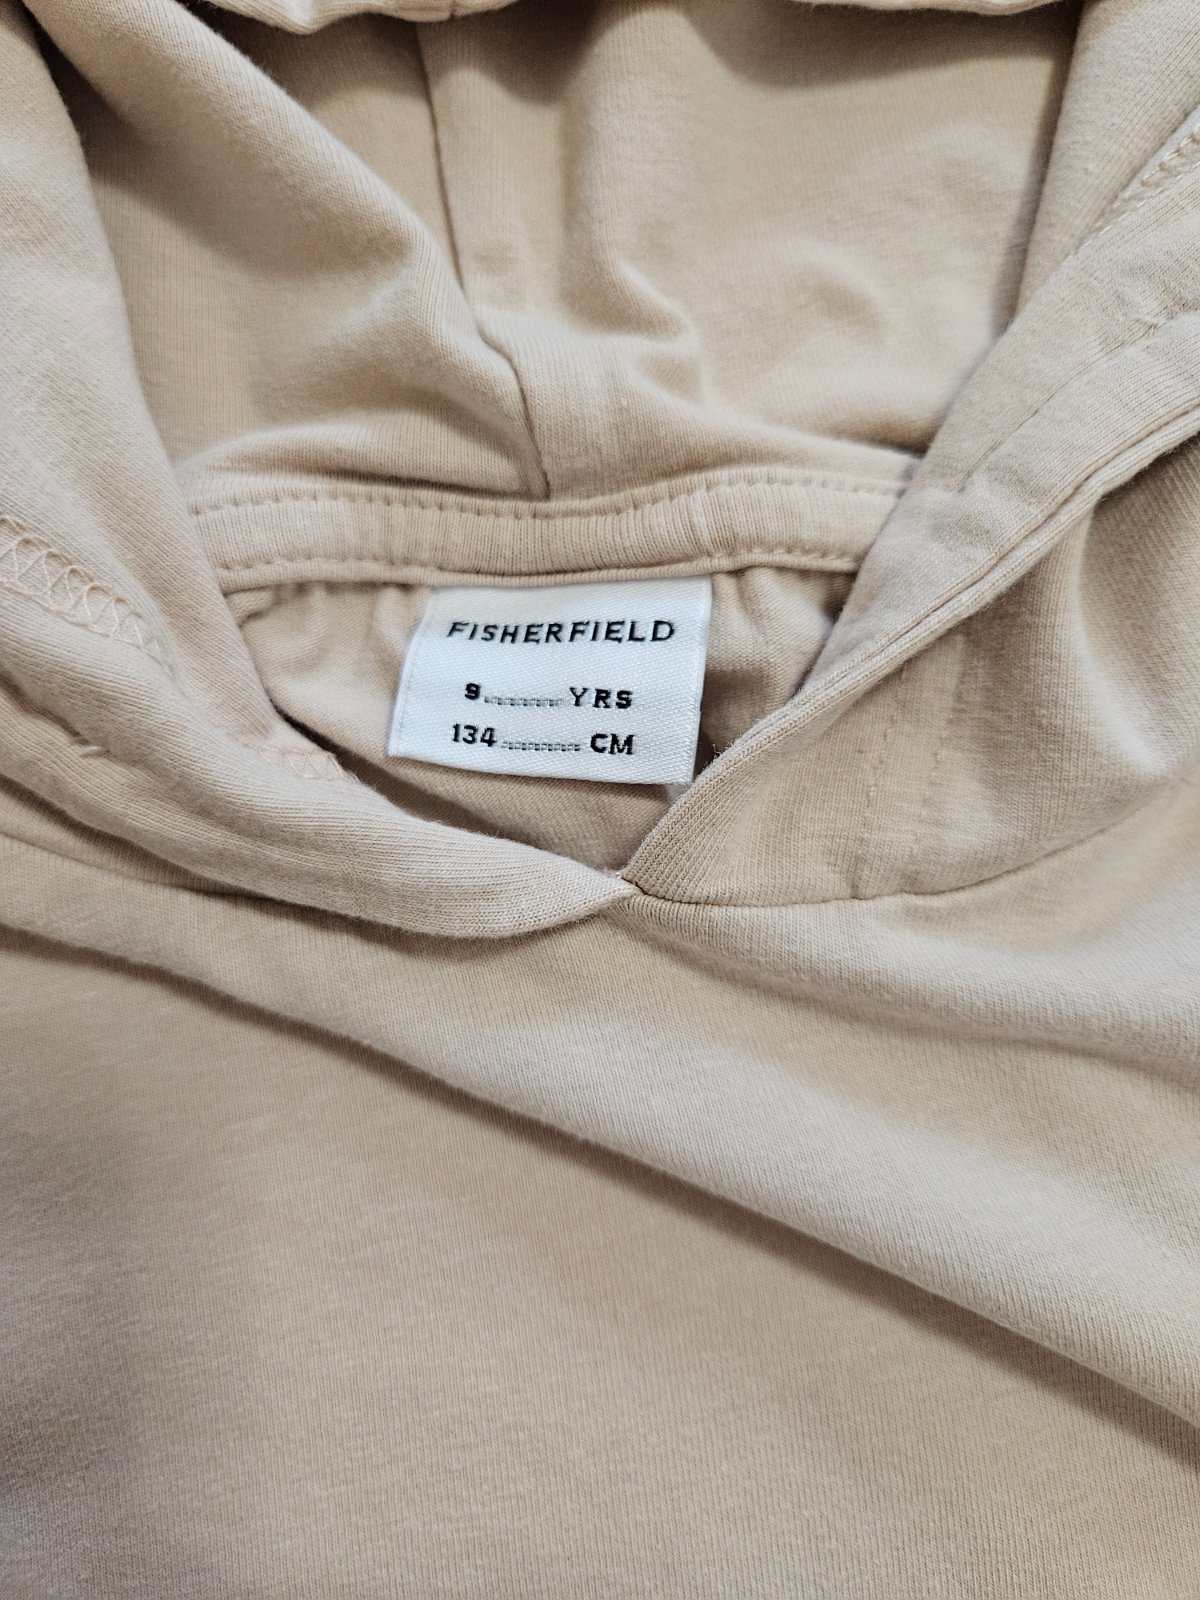 FISHERFIELD
9 YRS
134 CM